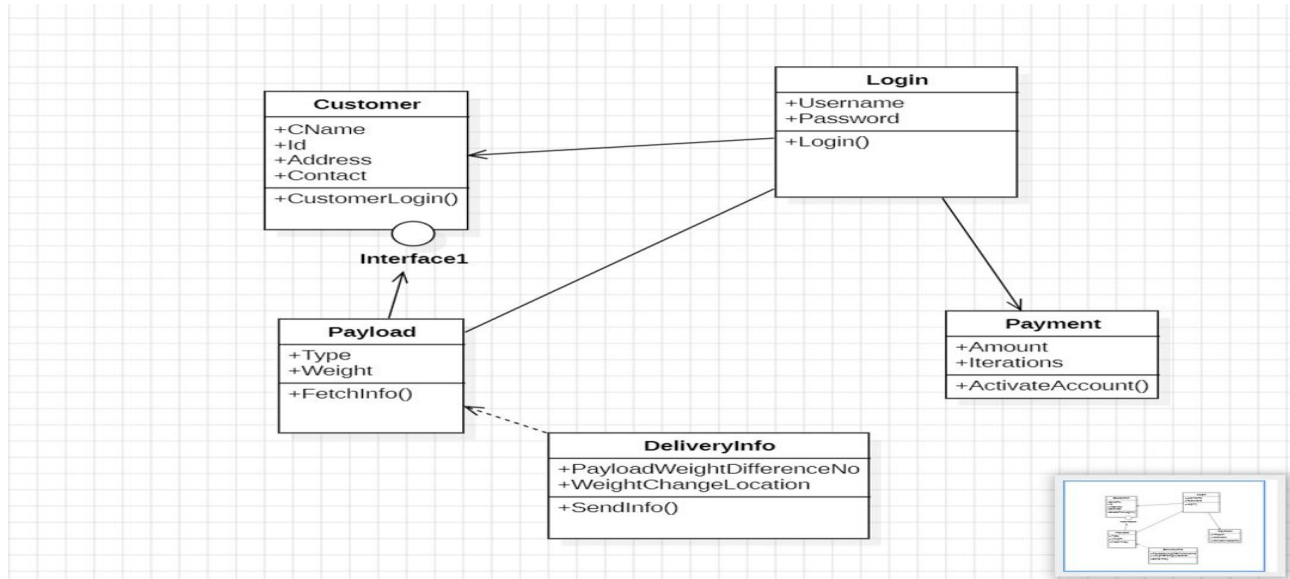 Customer
+CName
+Id
+Address
+Contact
+CustomerLogin()
Interface1
Login
+Username
+Password
+Login()
Payload
+Type
+Weight
+FetchInfo()
Payment
+Amount
+Iterations
+ActivateAccount()
DeliveryInfo
+PayloadWeightDifferenceNo
+WeightChangeLocation
+SendInfo()